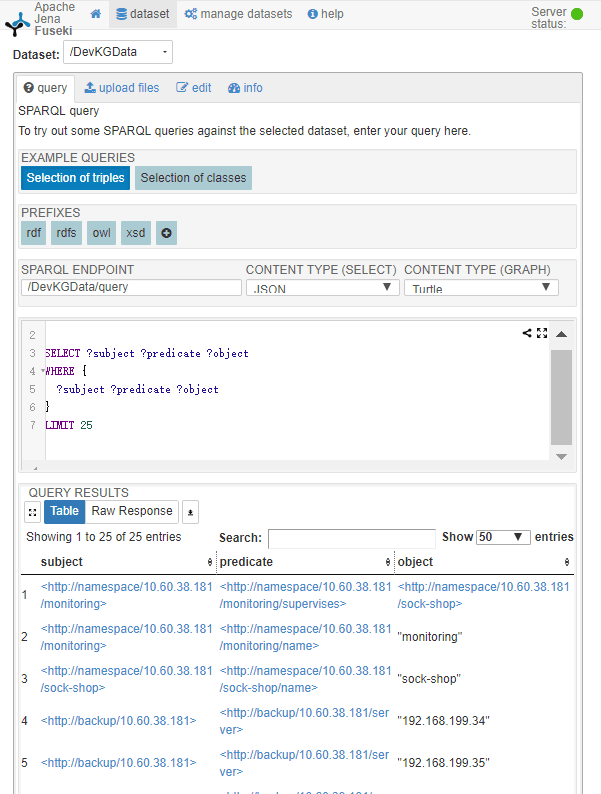 Apache
Jena
Fuseki
dataset
manage datasets
help
Server
status:
Dataset: /DevKGData
query
upload files
edit
info
SPARQL query
To try out some SPARQL queries against the selected dataset, enter your query here.
EXAMPLE QUERIES
Selection of triples
Selection of classes
PREFIXES
rdf
rdfs
owl
xsd
SPARQL ENDPOINT
/DevKGData/query
CONTENT TYPE (SELECT)
JSON
CONTENT TYPE (GRAPH)
Turtle
2
3 SELECT ?subject ?predicate ?object
4 WHERE {
5 ?subject ?predicate ?object
6 }
7 LIMIT 25
QUERY RESULTS
Table
Raw Response
Showing 1 to 25 of 25 entries
Search:
Show 50 entries
subject predicate object
1 <http://namespace/10.60.38.181 <http://namespace/10.60.38.181 <http://namespace/10.60.38.181
/monitoring> /monitoring/supervises> /sock-shop>
2 <http://namespace/10.60.38.181 <http://namespace/10.60.38.181 "monitoring"
/monitoring> /monitoring/name>
3 <http://namespace/10.60.38.181 <http://namespace/10.60.38.181 "sock-shop"
/sock-shop> /sock-shop/name>
4 <http://backup/10.60.38.181> <http://backup/10.60.38.181/ser "192.168.199.34"
ver>
5 <http://backup/10.60.38.181> <http://backup/10.60.38.181/ser "192.168.199.35"
ver>